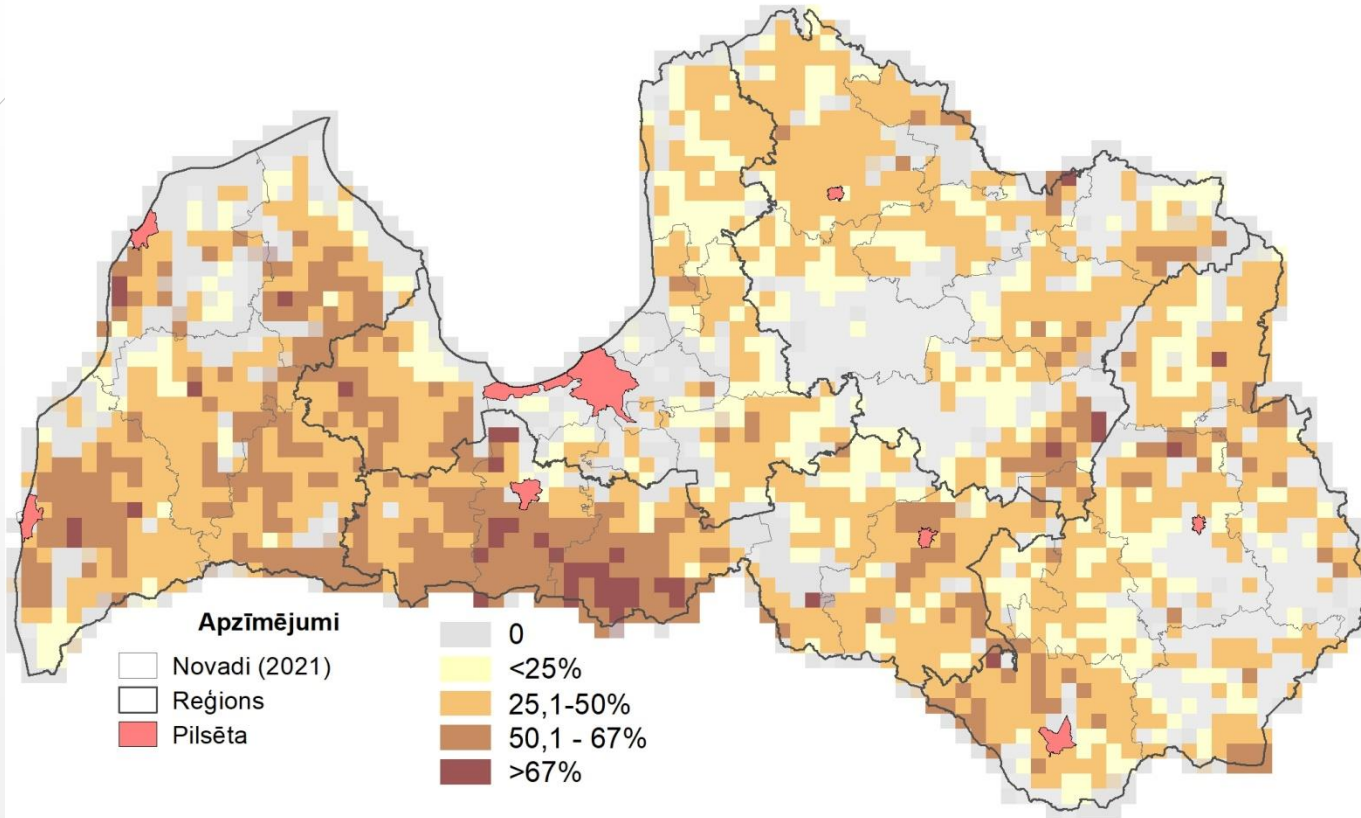 Apzīmējumi
Novadi (2021)
Reģions
Pilsēta
0
<25%
25,1-50%
50,1 - 67%
>67%